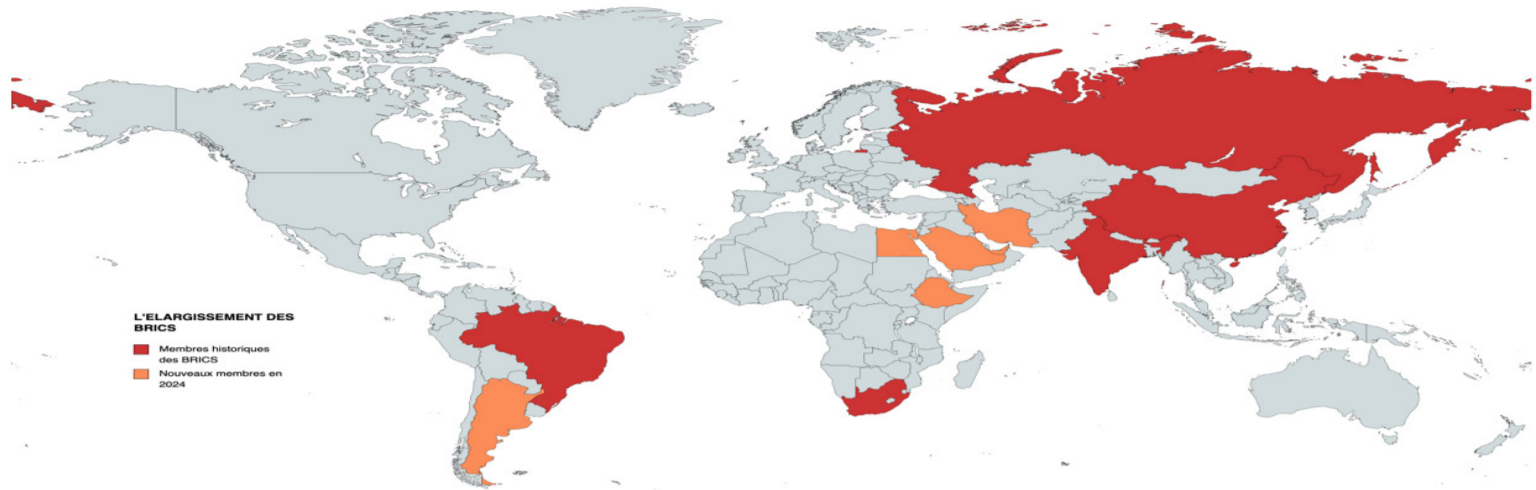 L'ELARGISSEMENT DES
BRICS
Membres historiques
des BRICS
Nouveaux membres en
2024